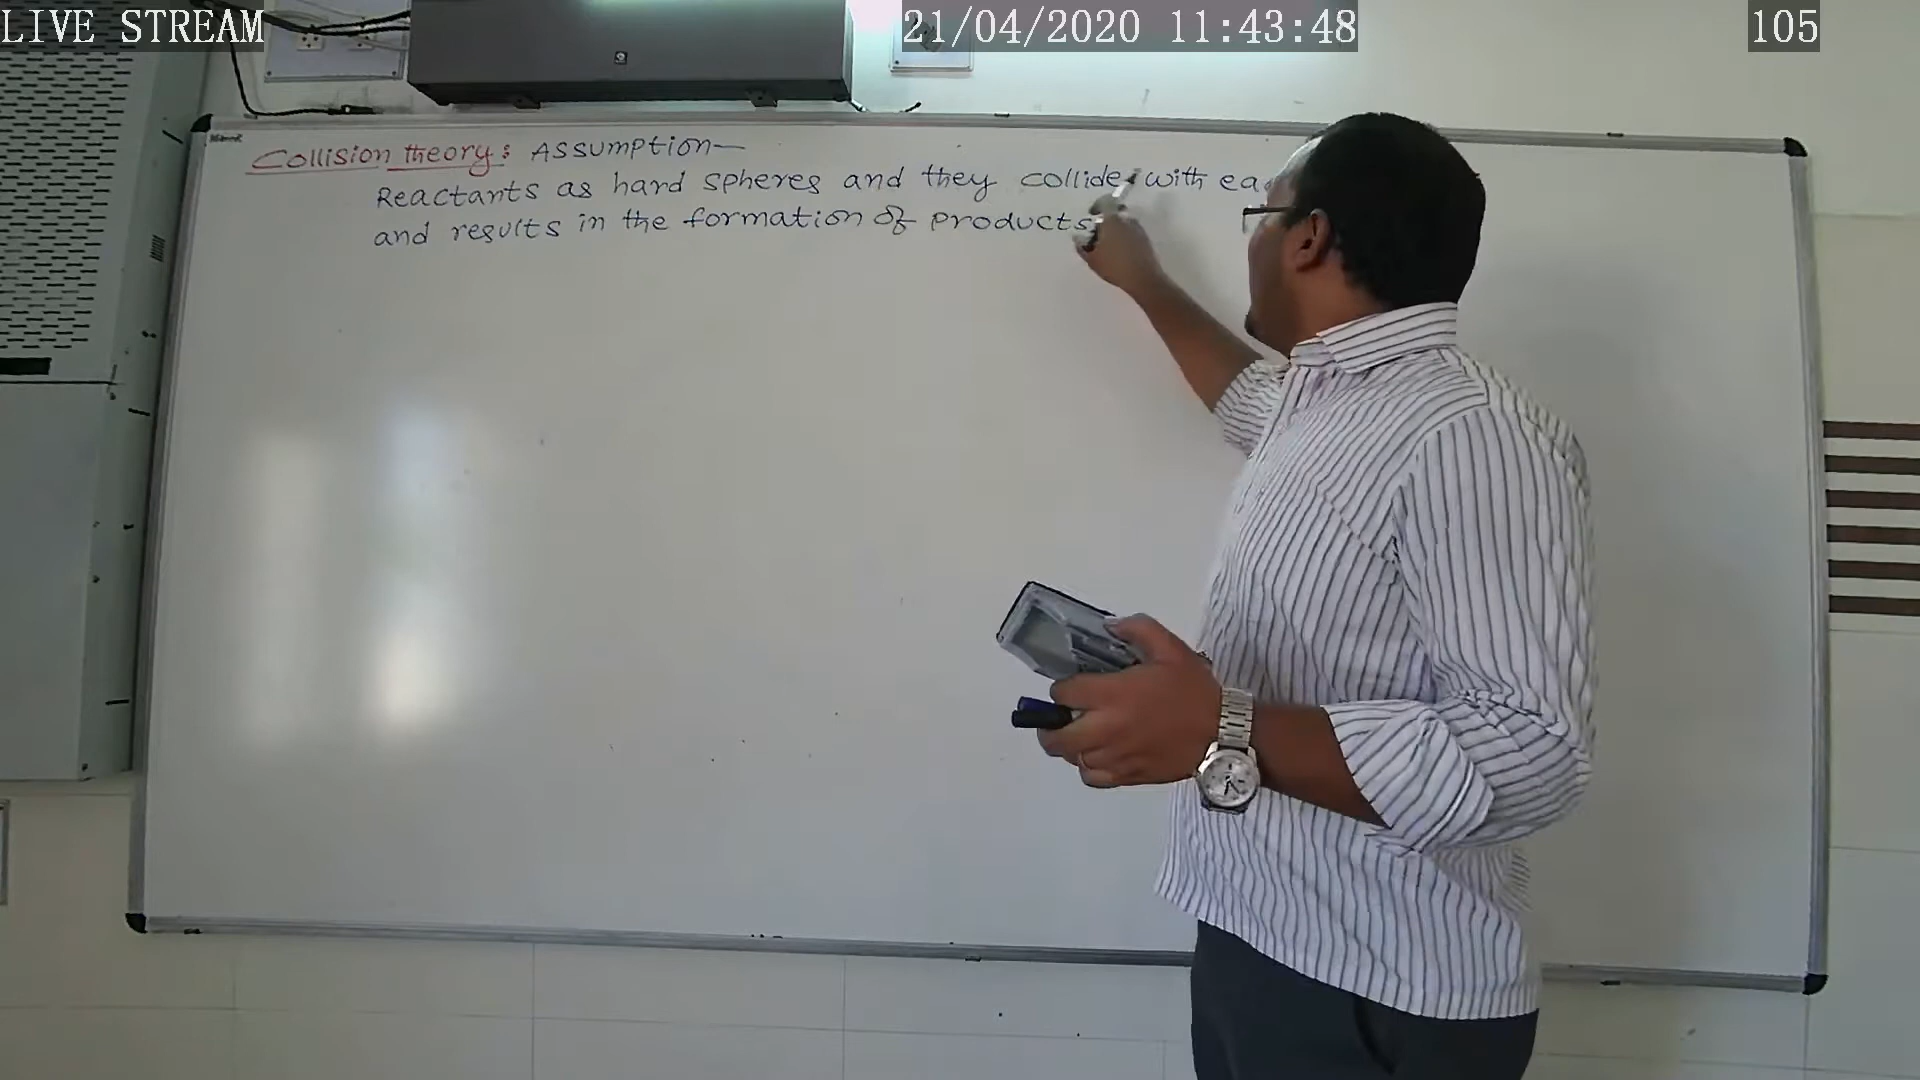 LIVE STREAM 21/04/2020 11:43:48 105
Collision theory: Assumption—
Reactants as hard spheres and they collide with ea
and results in the formation of products